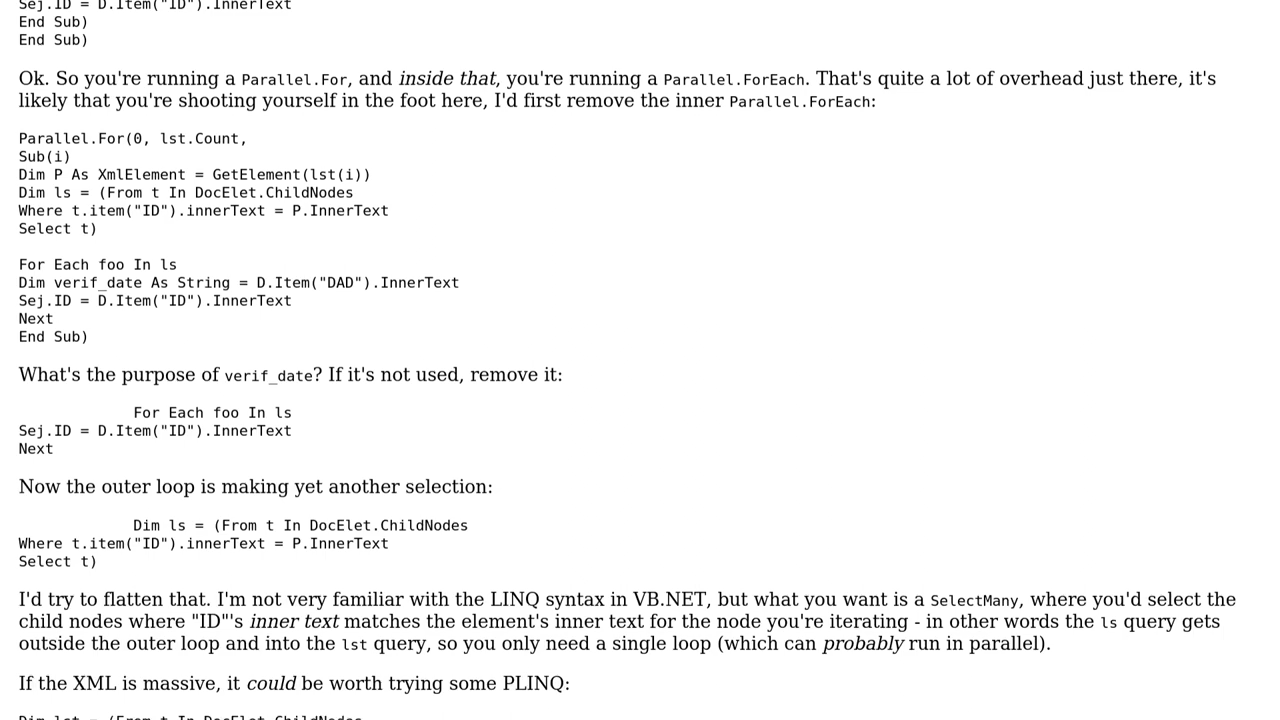 Sej.ID = D.Item("ID").InnerText
End Sub)
End Sub)
Ok. So you're running a Parallel.For, and inside that, you're running a Parallel.ForEach. That's quite a lot of overhead just there, it's
likely that you're shooting yourself in the foot here, I'd first remove the inner Parallel.ForEach:
Parallel.For(0, lst.Count,
Sub(i)
Dim P As XmlElement = GetElement(lst(i))
Dim ls = (From t In DocElet.ChildNodes
Where t.item("ID").innerText = P.InnerText
Select t)
For Each foo In ls
Dim verif_date As String = D.Item("DAD").InnerText
Sej.ID = D.Item("ID").InnerText
Next
End Sub)
What's the purpose of verif_date? If it's not used, remove it:
For Each foo In ls
Sej.ID = D.Item("ID").InnerText
Next
Now the outer loop is making yet another selection:
Dim ls = (From t In DocElet.ChildNodes
Where t.item("ID").innerText = P.InnerText
Select t)
I'd try to flatten that. I'm not very familiar with the LINQ syntax in VB.NET, but what you want is a SelectMany, where you'd select the
child nodes where "ID"'s inner text matches the element's inner text for the node you're iterating - in other words the ls query gets
outside the outer loop and into the lst query, so you only need a single loop (which can probably run in parallel).
If the XML is massive, it could be worth trying some PLINQ:
Dim lst = (From t In DocElet.ChildNodes